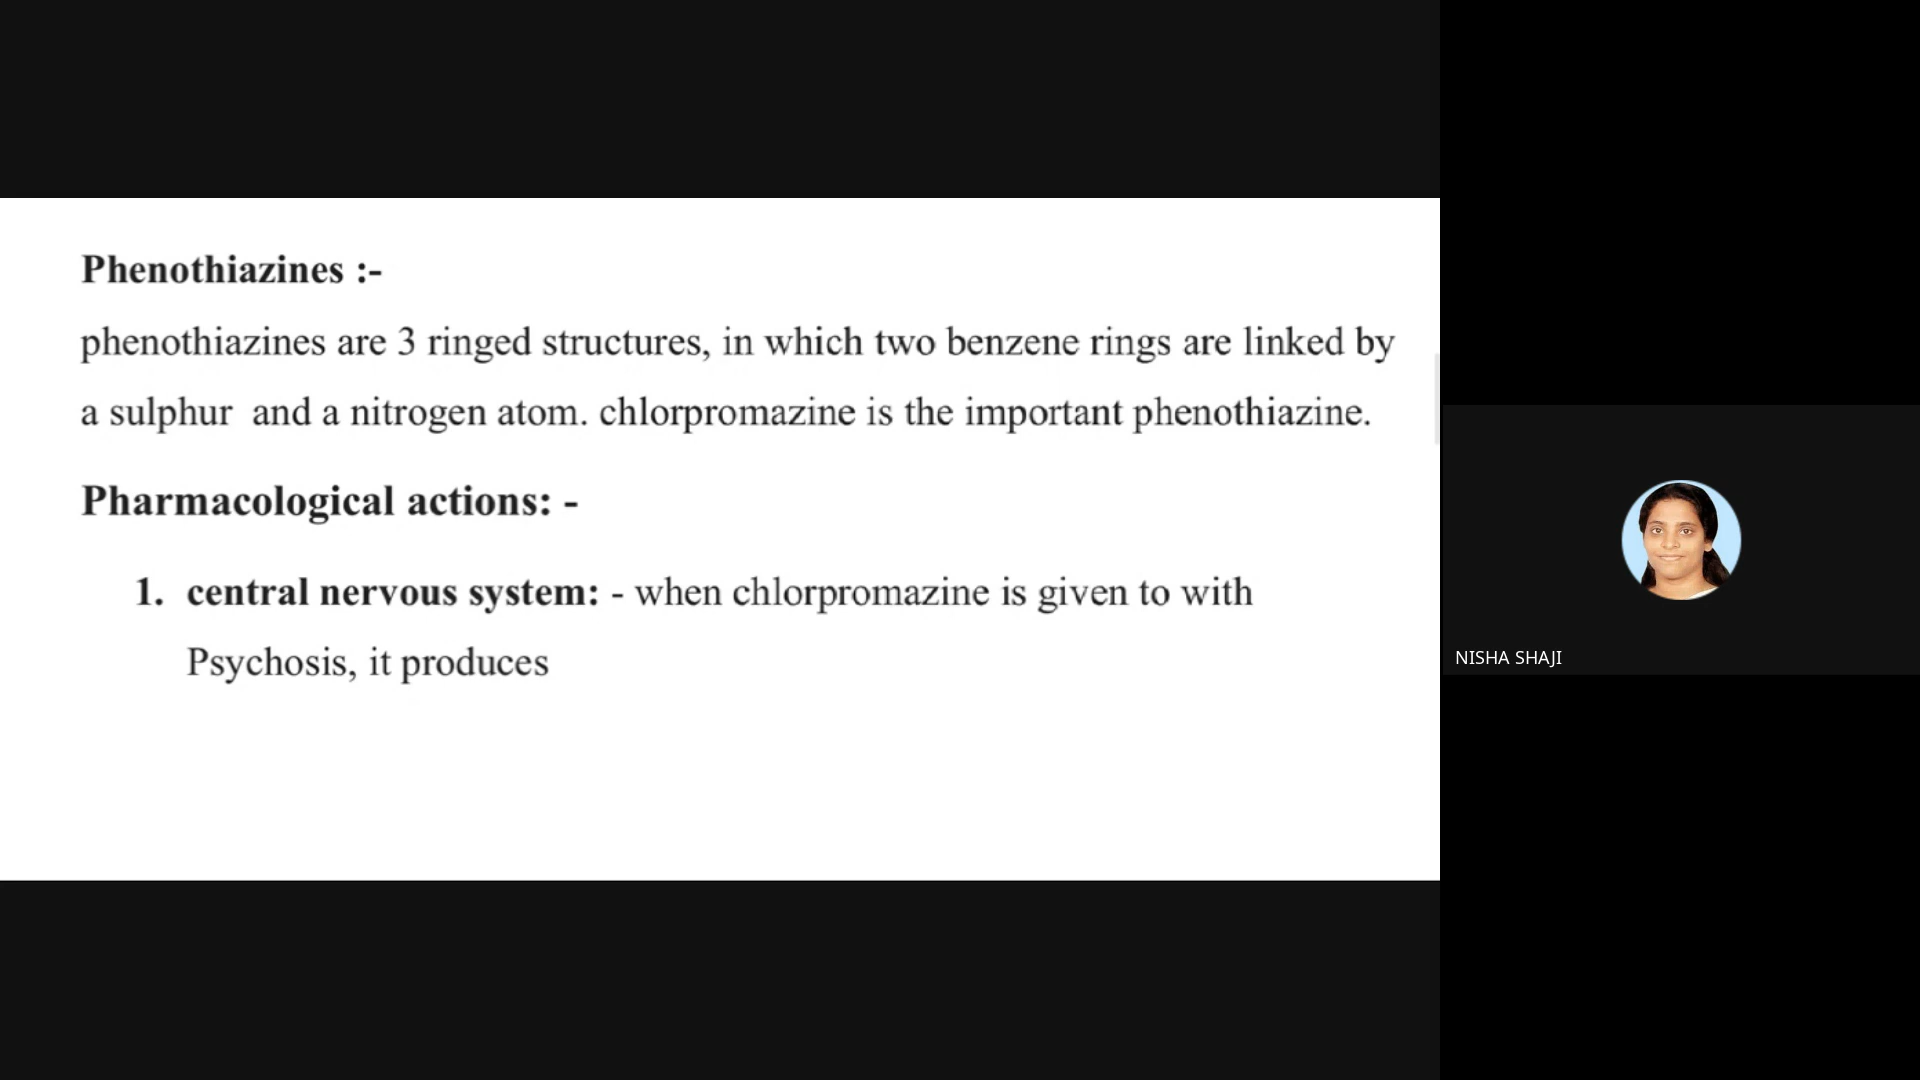 Phenothiazines :-
phenothiazines are 3 ringed structures, in which two benzene rings are linked by
a sulphur  and a nitrogen atom. chlorpromazine is the important phenothiazine.
Pharmacological actions: -
1. central nervous system: - when chlorpromazine is given to with
Psychosis, it produces
NISHA SHAJI